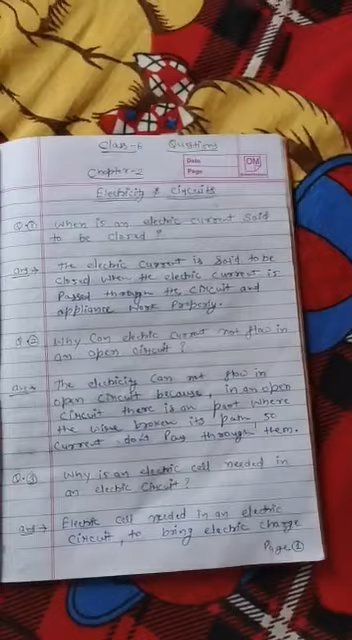 Class-6 Questions
Chapter-2
Date
Page
OM
Electricity & circuits
Q.① When is an electric current said
to be closed?
Ans→ The electric current is said to be
closed when the electric current is
passed through the circuit and
appliance work properly.
Q.② Why can electric current not flow in
an open circuit?
Ans→ The electricity can not flow in
open circuit because, in an open
circuit there is an part where
the wire broken its path, so
current don't pass through them.
Q.③ Why is an electric cell needed in
an electric circuit?
Ans→ Electric cell needed in an electric
circuit, to bring electric charge
Page①